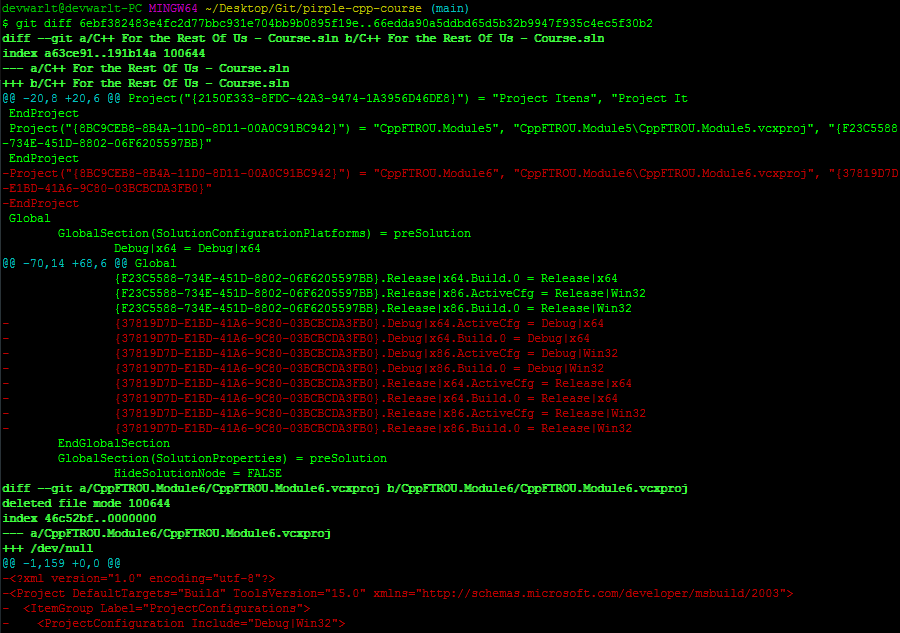 devwarlt@devwarlt-PC MINGW64 ~/Desktop/Git/pirple-cpp-course (main)
$ git diff 6ebf382483e4fc2d77bbc931e704bb9b0895f19e..66edda90a5ddbd65d5b32b9947f935c4ec5f30b2
diff --git a/C++ For the Rest Of Us - Course.sln b/C++ For the Rest Of Us - Course.sln
index a63ce91..191b14a 100644
--- a/C++ For the Rest Of Us - Course.sln
+++ b/C++ For the Rest Of Us - Course.sln
@@ -20,8 +20,6 @@ Project("{2150E333-8FDC-42A3-9474-1A3956D46DE8}") = "Project Itens", "Project It
 EndProject
 Project("{8BC9CEB8-8B4A-11D0-8D11-00A0C91BC942}") = "CppFTROU.Module5", "CppFTROU.Module5\CppFTROU.Module5.vcxproj", "{F23C5588
-734E-451D-8802-06F6205597BB}"
 EndProject
-Project("{8BC9CEB8-8B4A-11D0-8D11-00A0C91BC942}") = "CppFTROU.Module6", "CppFTROU.Module6\CppFTROU.Module6.vcxproj", "{37819D7D
-E1BD-41A6-9C80-03BCBCDA3FB0}"
-EndProject
 Global
        GlobalSection(SolutionConfigurationPlatforms) = preSolution
                Debug|x64 = Debug|x64
@@ -70,14 +68,6 @@ Global
                {F23C5588-734E-451D-8802-06F6205597BB}.Release|x64.Build.0 = Release|x64
                {F23C5588-734E-451D-8802-06F6205597BB}.Release|x86.ActiveCfg = Release|Win32
                {F23C5588-734E-451D-8802-06F6205597BB}.Release|x86.Build.0 = Release|Win32
-               {37819D7D-E1BD-41A6-9C80-03BCBCDA3FB0}.Debug|x64.ActiveCfg = Debug|x64
-               {37819D7D-E1BD-41A6-9C80-03BCBCDA3FB0}.Debug|x64.Build.0 = Debug|x64
-               {37819D7D-E1BD-41A6-9C80-03BCBCDA3FB0}.Debug|x86.ActiveCfg = Debug|Win32
-               {37819D7D-E1BD-41A6-9C80-03BCBCDA3FB0}.Debug|x86.Build.0 = Debug|Win32
-               {37819D7D-E1BD-41A6-9C80-03BCBCDA3FB0}.Release|x64.ActiveCfg = Release|x64
-               {37819D7D-E1BD-41A6-9C80-03BCBCDA3FB0}.Release|x64.Build.0 = Release|x64
-               {37819D7D-E1BD-41A6-9C80-03BCBCDA3FB0}.Release|x86.ActiveCfg = Release|Win32
-               {37819D7D-E1BD-41A6-9C80-03BCBCDA3FB0}.Release|x86.Build.0 = Release|Win32
        EndGlobalSection
        GlobalSection(SolutionProperties) = preSolution
                HideSolutionNode = FALSE
diff --git a/CppFTROU.Module6/CppFTROU.Module6.vcxproj b/CppFTROU.Module6/CppFTROU.Module6.vcxproj
deleted file mode 100644
index 46c52bf..0000000
--- a/CppFTROU.Module6/CppFTROU.Module6.vcxproj
+++ /dev/null
@@ -1,159 +0,0 @@
-<?xml version="1.0" encoding="utf-8"?>
-<Project DefaultTargets="Build" ToolsVersion="15.0" xmlns="http://schemas.microsoft.com/developer/msbuild/2003">
-  <ItemGroup Label="ProjectConfigurations">
-    <ProjectConfiguration Include="Debug|Win32">